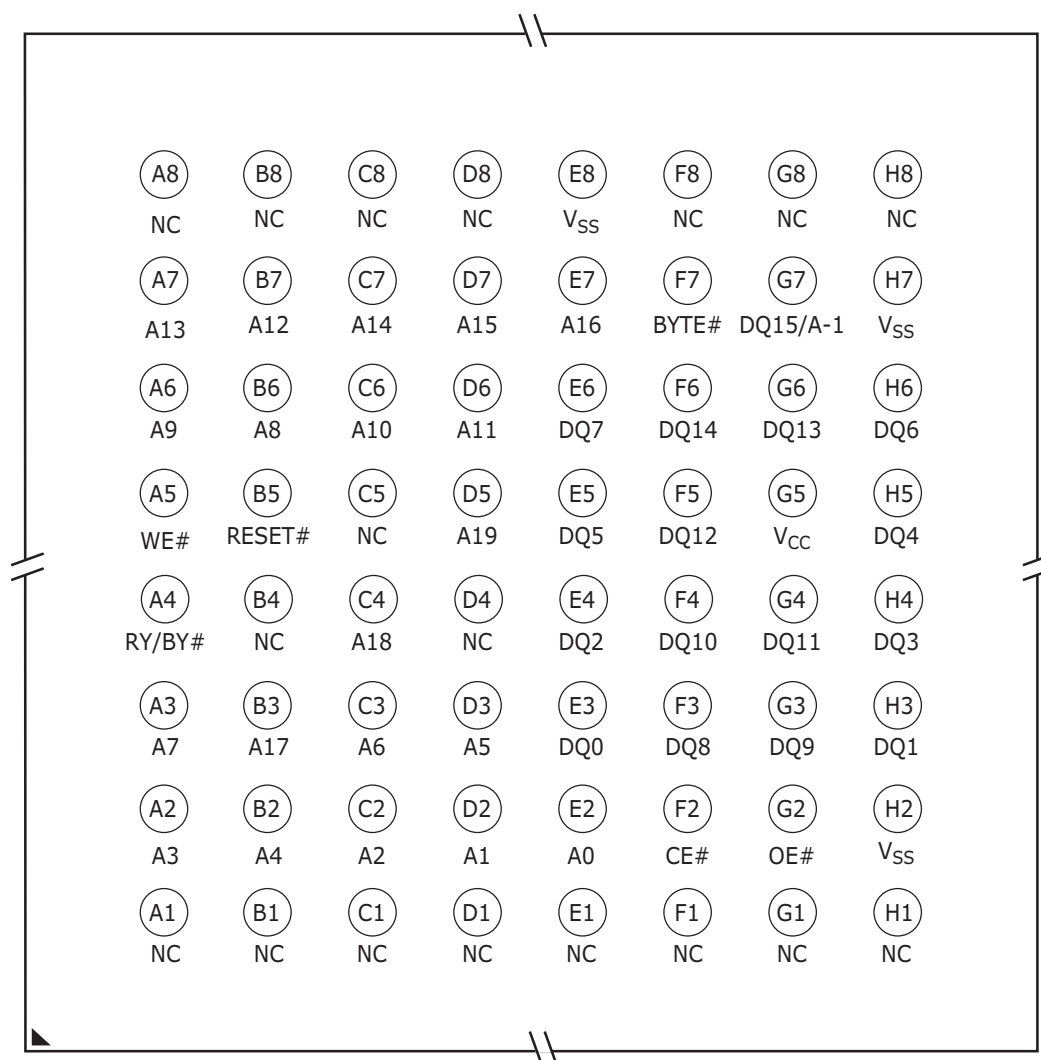 A8 B8 C8 D8 E8 F8 G8 H8
NC NC NC NC VSS NC NC NC
A7 B7 C7 D7 E7 F7 G7 H7
A13 A12 A14 A15 A16 BYTE# DQ15/A-1 VSS
A6 B6 C6 D6 E6 F6 G6 H6
A9 A8 A10 A11 DQ7 DQ14 DQ13 DQ6
A5 B5 C5 D5 E5 F5 G5 H5
WE# RESET# NC A19 DQ5 DQ12 VCC DQ4
A4 B4 C4 D4 E4 F4 G4 H4
RY/BY# NC A18 NC DQ2 DQ10 DQ11 DQ3
A3 B3 C3 D3 E3 F3 G3 H3
A7 A17 A6 A5 DQ0 DQ8 DQ9 DQ1
A2 B2 C2 D2 E2 F2 G2 H2
A3 A4 A2 A1 A0 CE# OE# VSS
A1 B1 C1 D1 E1 F1 G1 H1
NC NC NC NC NC NC NC NC